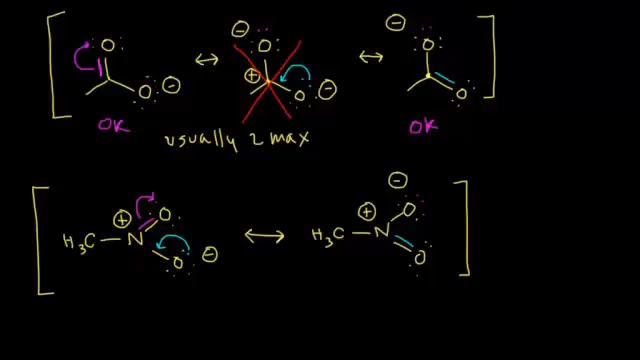 ⊖ ⊖
O ↔ O ↔ O
⊕
O ⊖ O ⊖ O
OK OK
usually 2 max
⊖
⊕ O ⊕ O
H₃C N ↔ H₃C N
O ⊖ O